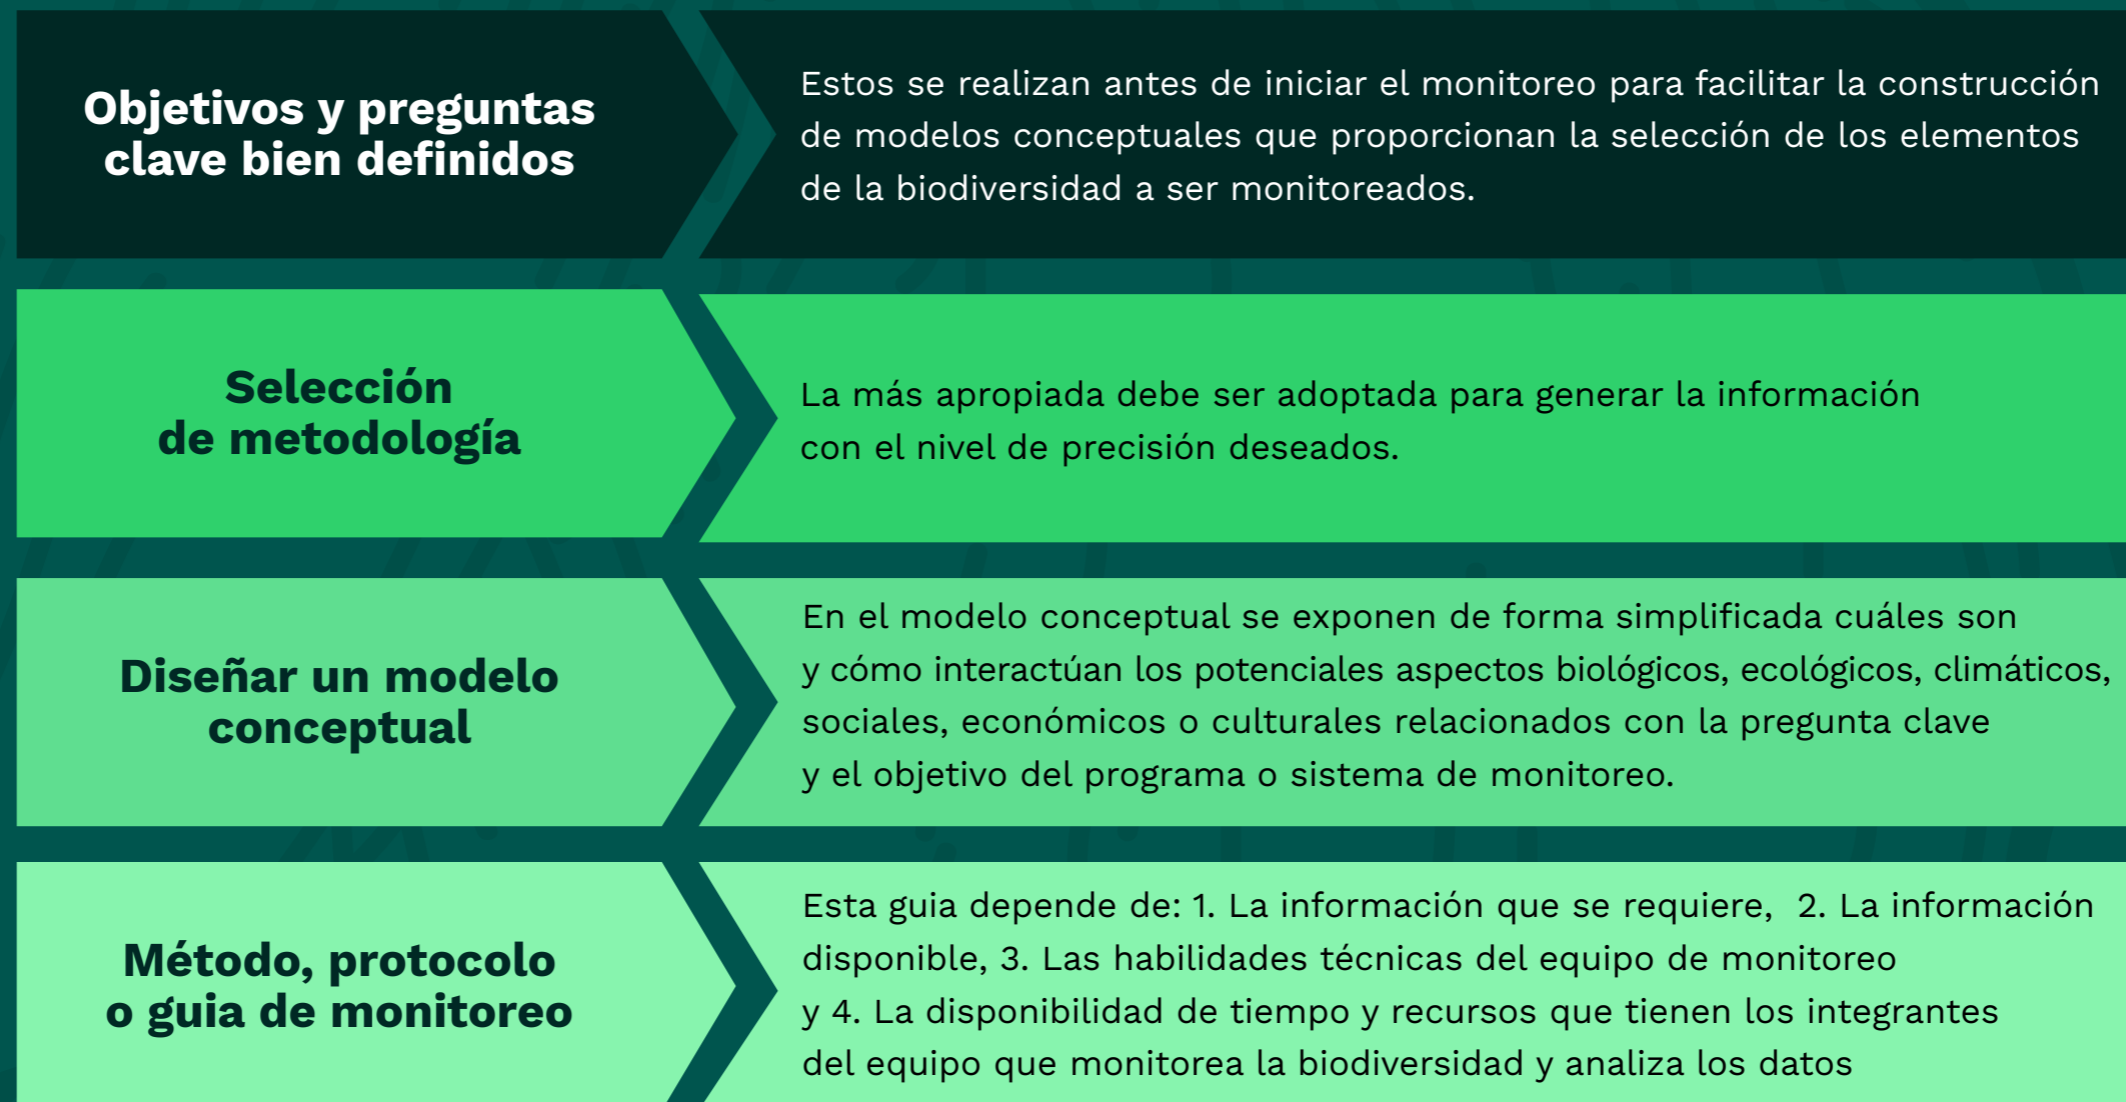 Objetivos y preguntas
clave bien definidos
Estos se realizan antes de iniciar el monitoreo para facilitar la construcción
de modelos conceptuales que proporcionan la selección de los elementos
de la biodiversidad a ser monitoreados.
Selección
de metodología
La más apropiada debe ser adoptada para generar la información
con el nivel de precisión deseados.
Diseñar un modelo
conceptual
En el modelo conceptual se exponen de forma simplificada cuáles son
y cómo interactúan los potenciales aspectos biológicos, ecológicos, climáticos,
sociales, económicos o culturales relacionados con la pregunta clave
y el objetivo del programa o sistema de monitoreo.
Método, protocolo
o guia de monitoreo
Esta guia depende de: 1. La información que se requiere, 2. La información
disponible, 3. Las habilidades técnicas del equipo de monitoreo
y 4. La disponibilidad de tiempo y recursos que tienen los integrantes
del equipo que monitorea la biodiversidad y analiza los datos